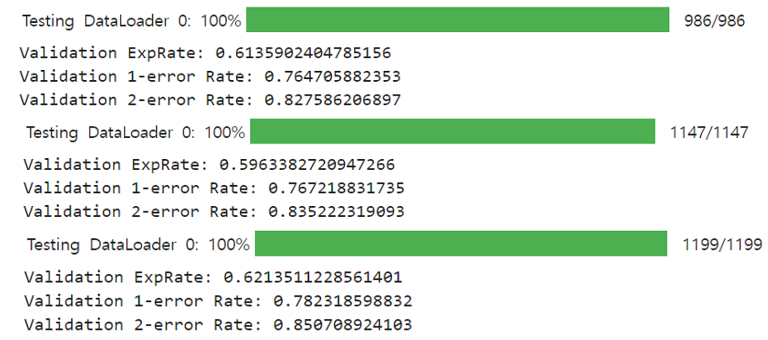 Testing DataLoader 0: 100% 986/986
Validation ExpRate: 0.6135902404785156
Validation 1-error Rate: 0.764705882353
Validation 2-error Rate: 0.827586206897
Testing DataLoader 0: 100% 1147/1147
Validation ExpRate: 0.5963382720947266
Validation 1-error Rate: 0.767218831735
Validation 2-error Rate: 0.835222319093
Testing DataLoader 0: 100% 1199/1199
Validation ExpRate: 0.6213511228561401
Validation 1-error Rate: 0.782318598832
Validation 2-error Rate: 0.850708924103